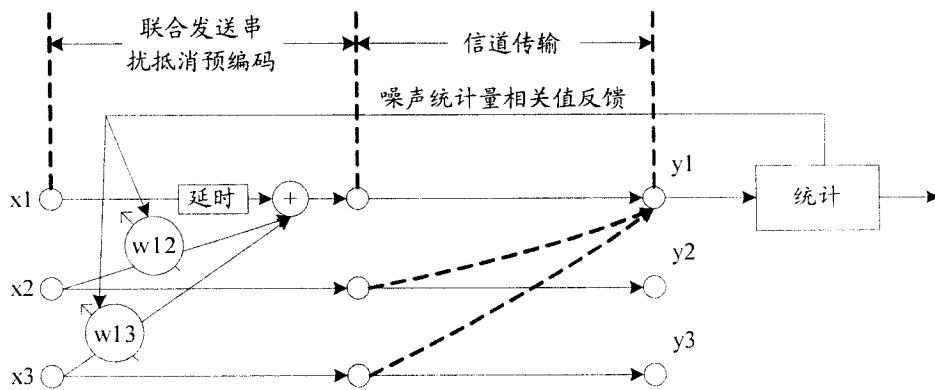 联合发送串
扰抵消预编码
信道传输
噪声统计量相关值反馈
x1
延时
+
y1
统计
w12
x2
y2
w13
x3
y3